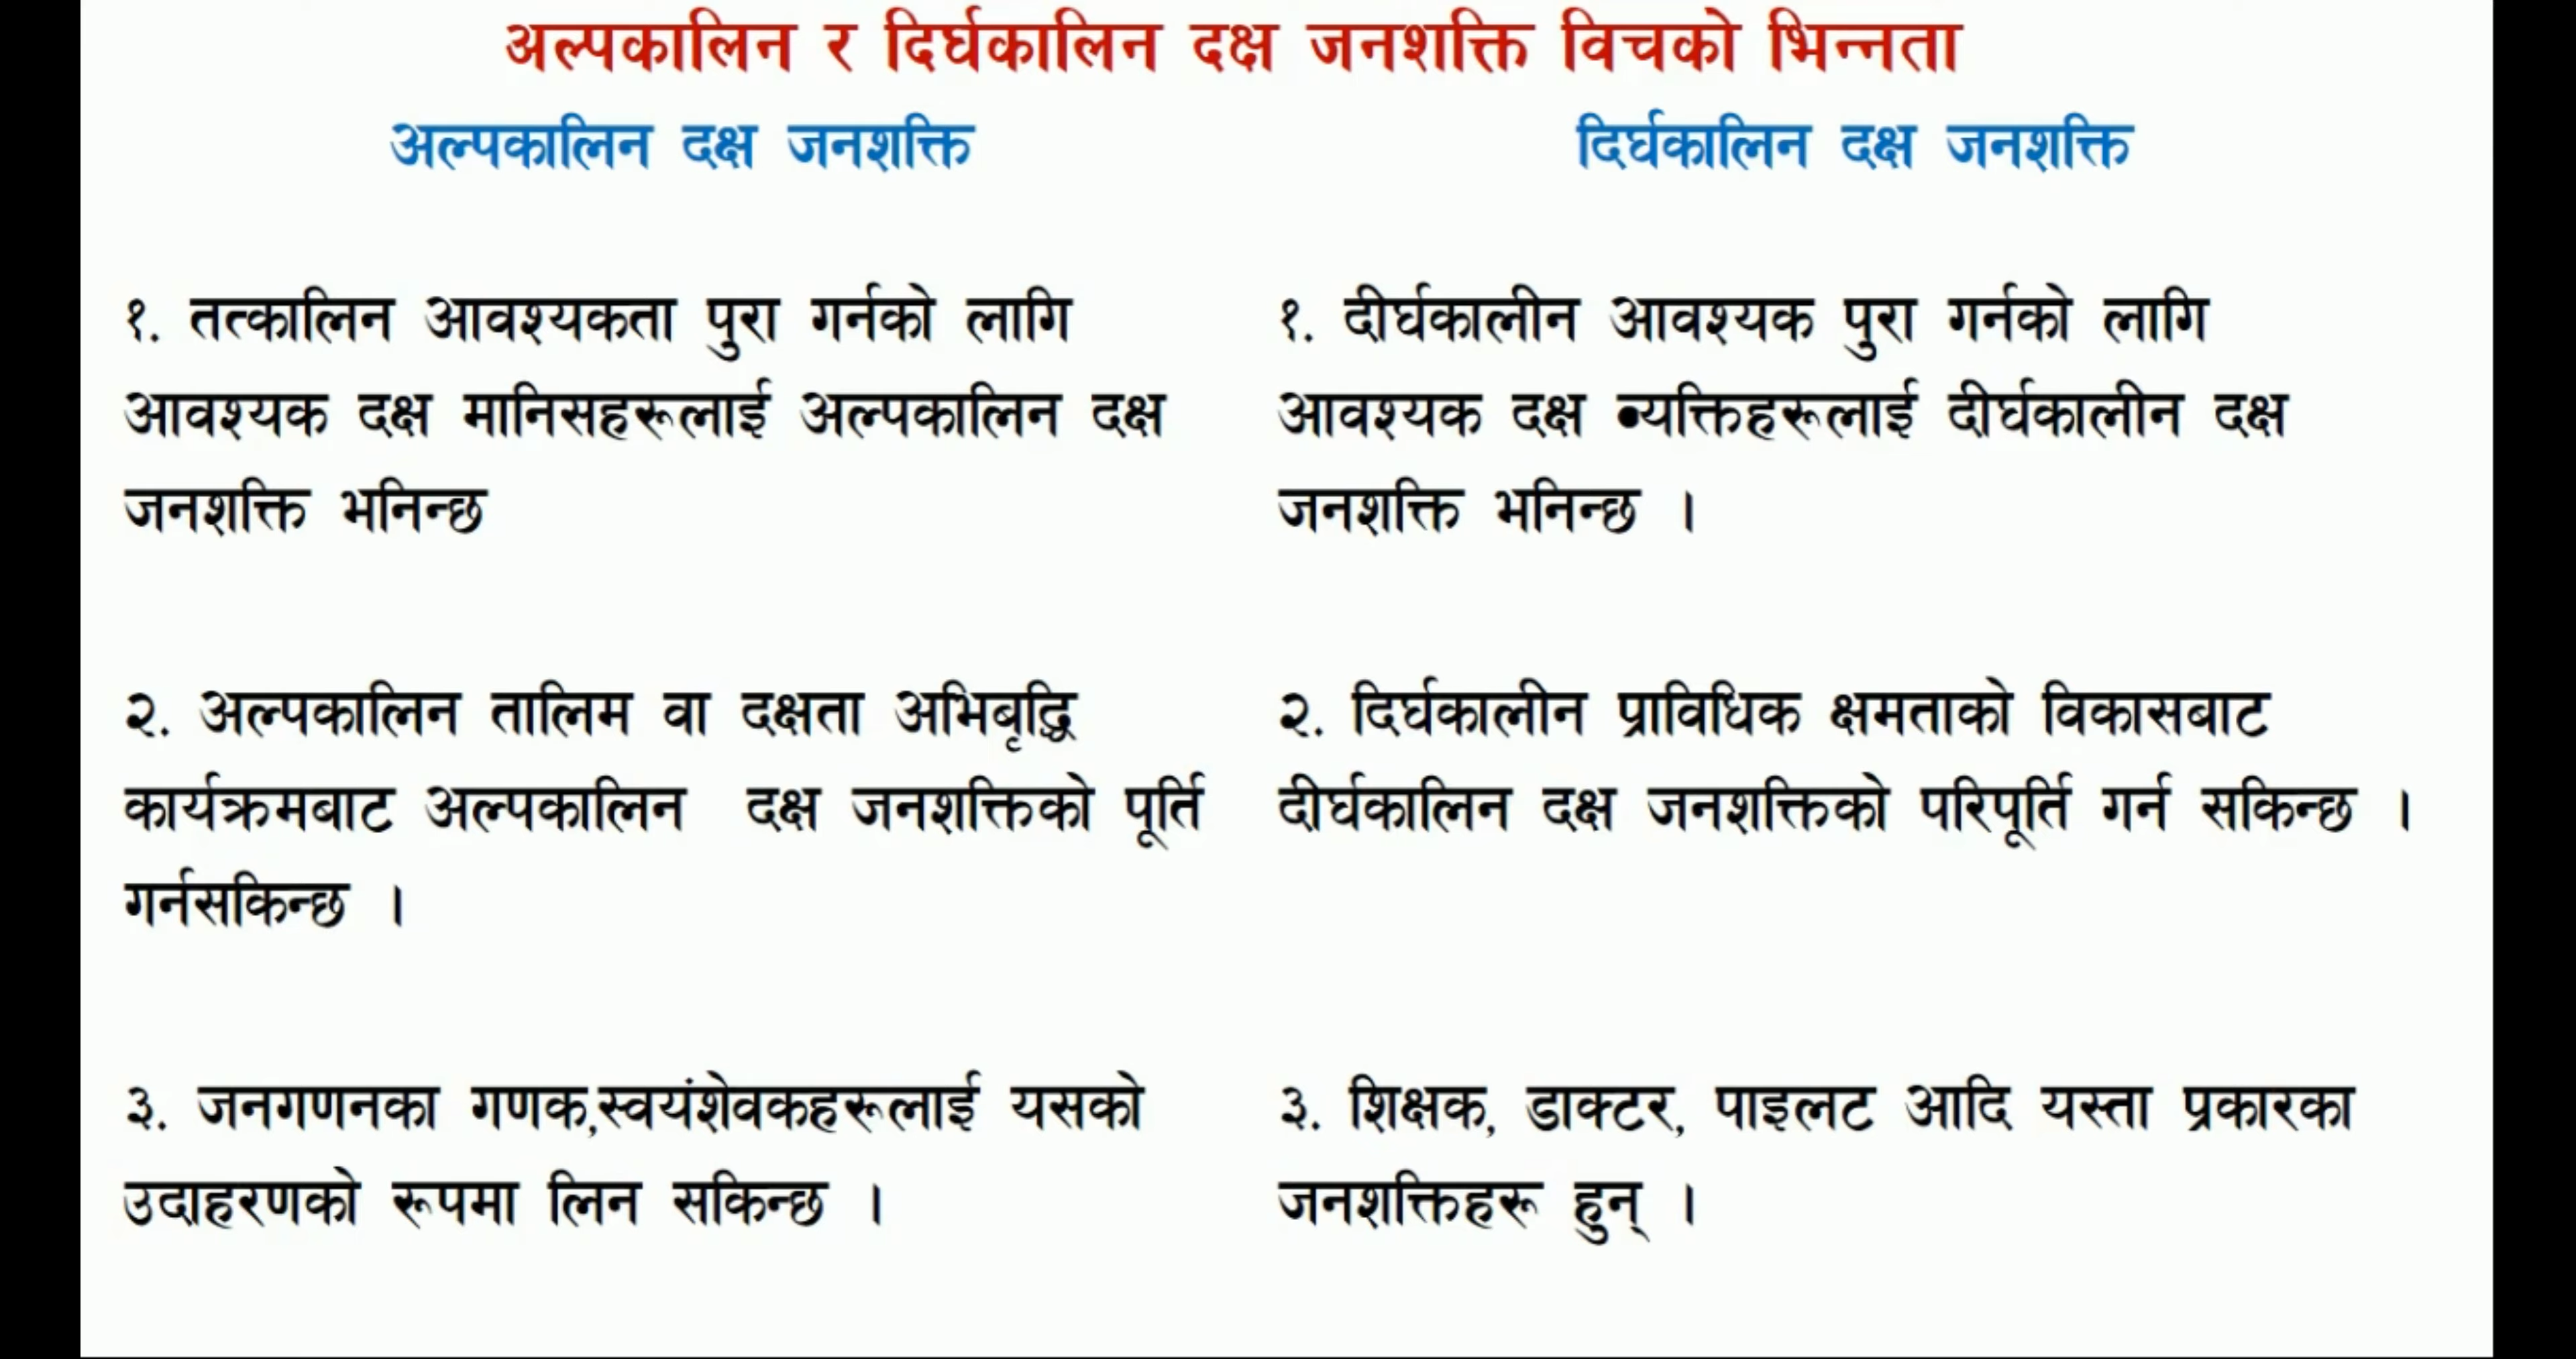 अल्पकालिन र दिर्घकालिन दक्ष जनशक्ति विचको भिन्नता
अल्पकालिन दक्ष जनशक्ति
१. तत्कालिन आवश्यकता पुरा गर्नको लागि
आवश्यक दक्ष मानिसहरूलाई अल्पकालिन दक्ष
जनशक्ति भनिन्छ
२. अल्पकालिन तालिम वा दक्षता अभिबृद्धि
कार्यक्रमबाट अल्पकालिन दक्ष जनशक्तिको पूर्ति
गर्नसकिन्छ ।
३. जनगणनका गणक,स्वयंशेवकहरूलाई यसको
उदाहरणको रूपमा लिन सकिन्छ ।
दिर्घकालिन दक्ष जनशक्ति
१. दीर्घकालीन आवश्यक पुरा गर्नको लागि
आवश्यक दक्ष व्यक्तिहरूलाई दीर्घकालीन दक्ष
जनशक्ति भनिन्छ ।
२. दिर्घकालीन प्राविधिक क्षमताको विकासबाट
दीर्घकालिन दक्ष जनशक्तिको परिपूर्ति गर्न सकिन्छ ।
३. शिक्षक, डाक्टर, पाइलट आदि यस्ता प्रकारका
जनशक्तिहरू हुन् ।